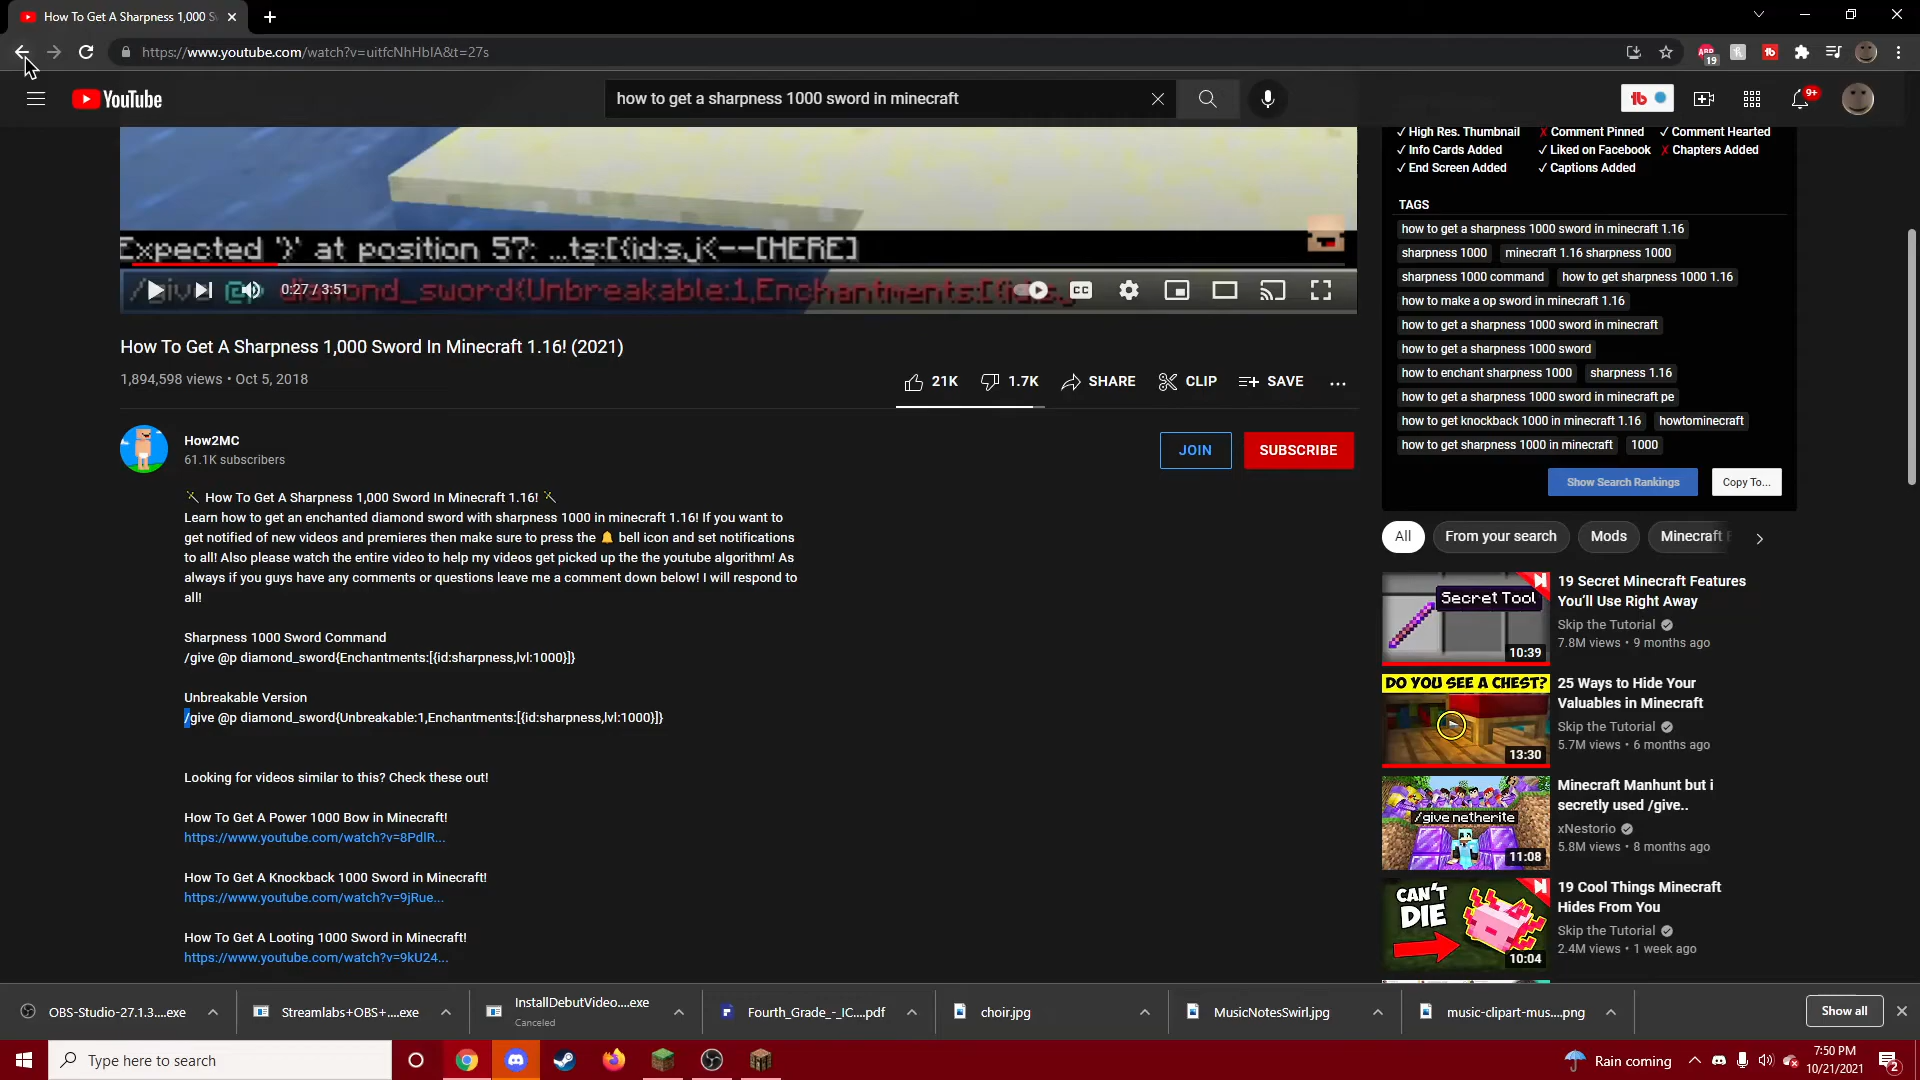 How To Get A Sharpness 1,000 S
https://www.youtube.com/watch?v=uitfcNhHbIA&t=27s
ABP
19
YouTube
how to get a sharpness 1000 sword in minecraft
9+
✓ High Res. Thumbnail ✗ Comment Pinned ✓ Comment Hearted
✓ Info Cards Added ✓ Liked on Facebook ✗ Chapters Added
✓ End Screen Added ✓ Captions Added
TAGS
how to get a sharpness 1000 sword in minecraft 1.16
sharpness 1000 minecraft 1.16 sharpness 1000
sharpness 1000 command how to get sharpness 1000 1.16
how to make a op sword in minecraft 1.16
how to get a sharpness 1000 sword in minecraft
how to get a sharpness 1000 sword
how to enchant sharpness 1000 sharpness 1.16
how to get a sharpness 1000 sword in minecraft pe
how to get knockback 1000 in minecraft 1.16 howtominecraft
how to get sharpness 1000 in minecraft 1000
Show Search Rankings Copy To...
Expected '}' at position 57: ...ts:[{id:s,j<--[HERE]
/give @p diamond_sword{Unbreakable:1,Enchantments:[{id:s,j
0:27 / 3:51
CC
How To Get A Sharpness 1,000 Sword In Minecraft 1.16! (2021)
1,894,598 views • Oct 5, 2018
21K 1.7K SHARE CLIP SAVE ...
How2MC
61.1K subscribers
JOIN SUBSCRIBE
How To Get A Sharpness 1,000 Sword In Minecraft 1.16!
Learn how to get an enchanted diamond sword with sharpness 1000 in minecraft 1.16! If you want to
get notified of new videos and premieres then make sure to press the 🔔 bell icon and set notifications
to all! Also please watch the entire video to help my videos get picked up the the youtube algorithm! As
always if you guys have any comments or questions leave me a comment down below! I will respond to
all!
Sharpness 1000 Sword Command
/give @p diamond_sword{Enchantments:[{id:sharpness,lvl:1000}]}
Unbreakable Version
/give @p diamond_sword{Unbreakable:1,Enchantments:[{id:sharpness,lvl:1000}]}
Looking for videos similar to this? Check these out!
How To Get A Power 1000 Bow in Minecraft!
https://www.youtube.com/watch?v=8PdlR...
How To Get A Knockback 1000 Sword in Minecraft!
https://www.youtube.com/watch?v=9jRue...
How To Get A Looting 1000 Sword in Minecraft!
https://www.youtube.com/watch?v=9kU24...
All From your search Mods Minecraft
Secret Tool
10:39
19 Secret Minecraft Features
You'll Use Right Away
Skip the Tutorial
7.8M views • 9 months ago
DO YOU SEE A CHEST?
13:30
25 Ways to Hide Your
Valuables in Minecraft
Skip the Tutorial
5.7M views • 6 months ago
/give netherite
11:08
Minecraft Manhunt but i
secretly used /give..
xNestorio
5.8M views • 8 months ago
CAN'T
DIE
10:04
19 Cool Things Minecraft
Hides From You
Skip the Tutorial
2.4M views • 1 week ago
OBS-Studio-27.1.3....exe
Streamlabs+OBS+....exe
InstallDebutVideo....exe
Canceled
Fourth_Grade_-_IC....pdf
choir.jpg
MusicNotesSwirl.jpg
music-clipart-mus....png
Show all
Type here to search
Rain coming
7:50 PM
10/21/2021
2